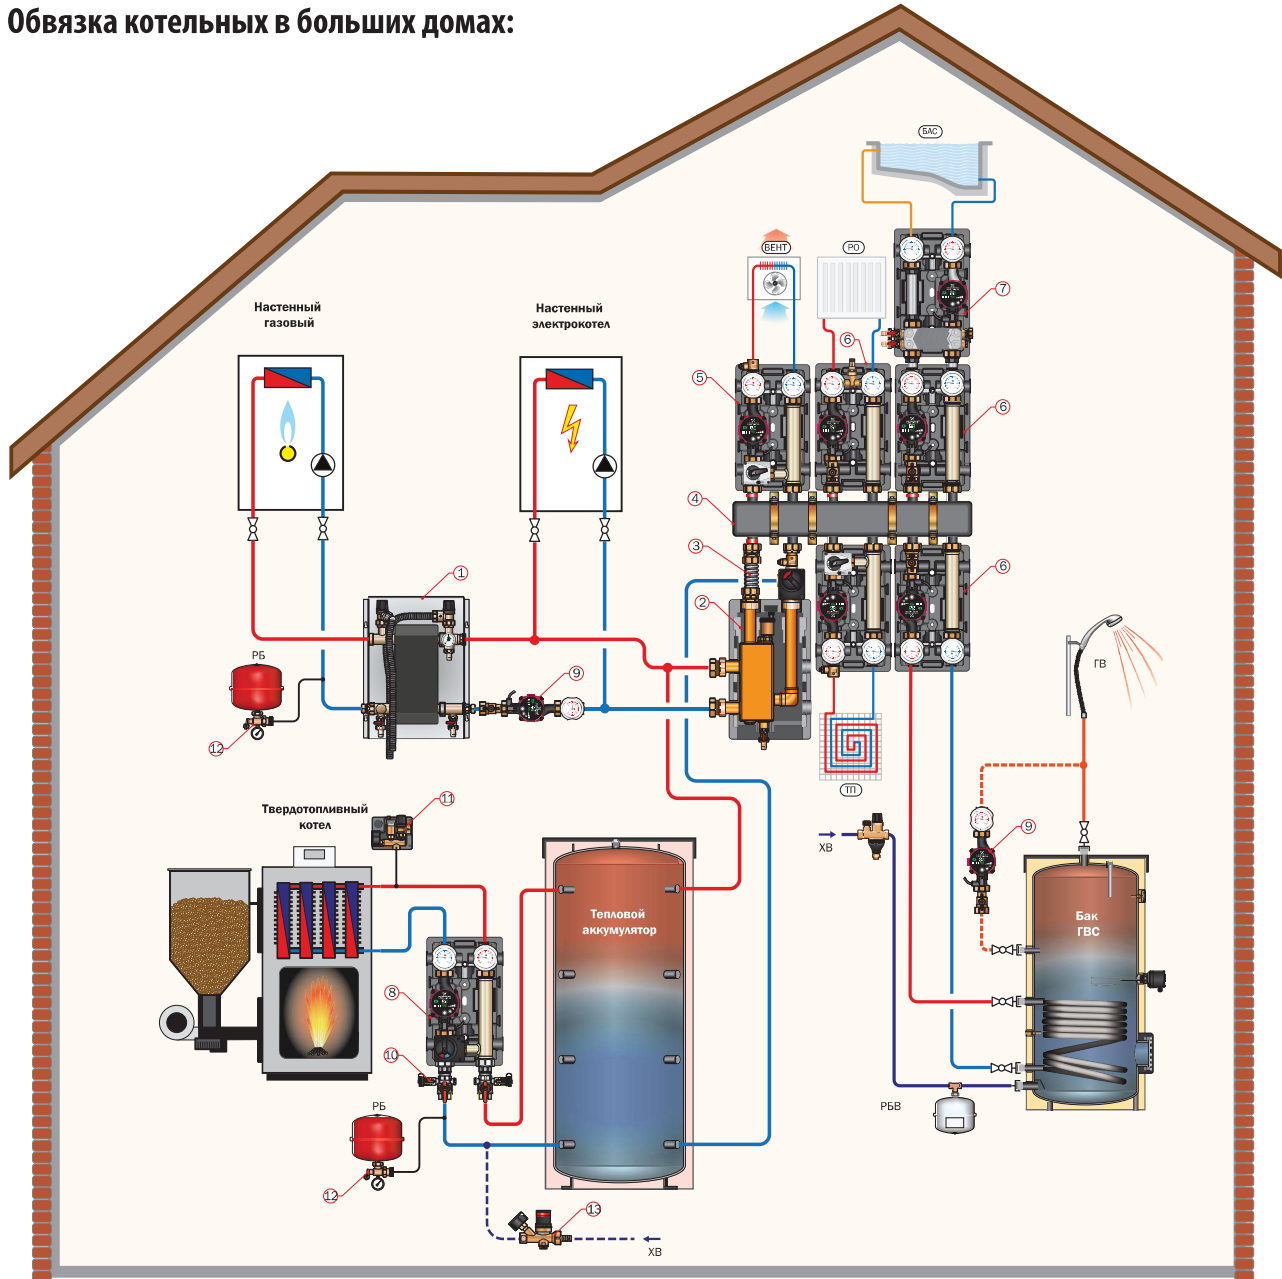 Обвязка котельных в больших домах:
БАС
ВЕНТ
РО
7
Настенный
газовый
Настенный
электрокотел
6
5
6
4
3
6
1
2
РБ
9
ГВ
12
ТП
Твердотопливный
котел
11
ХВ
9
Тепловой
аккумулятор
Бак
ГВС
8
10
РБ
РБВ
12
13
ХВ